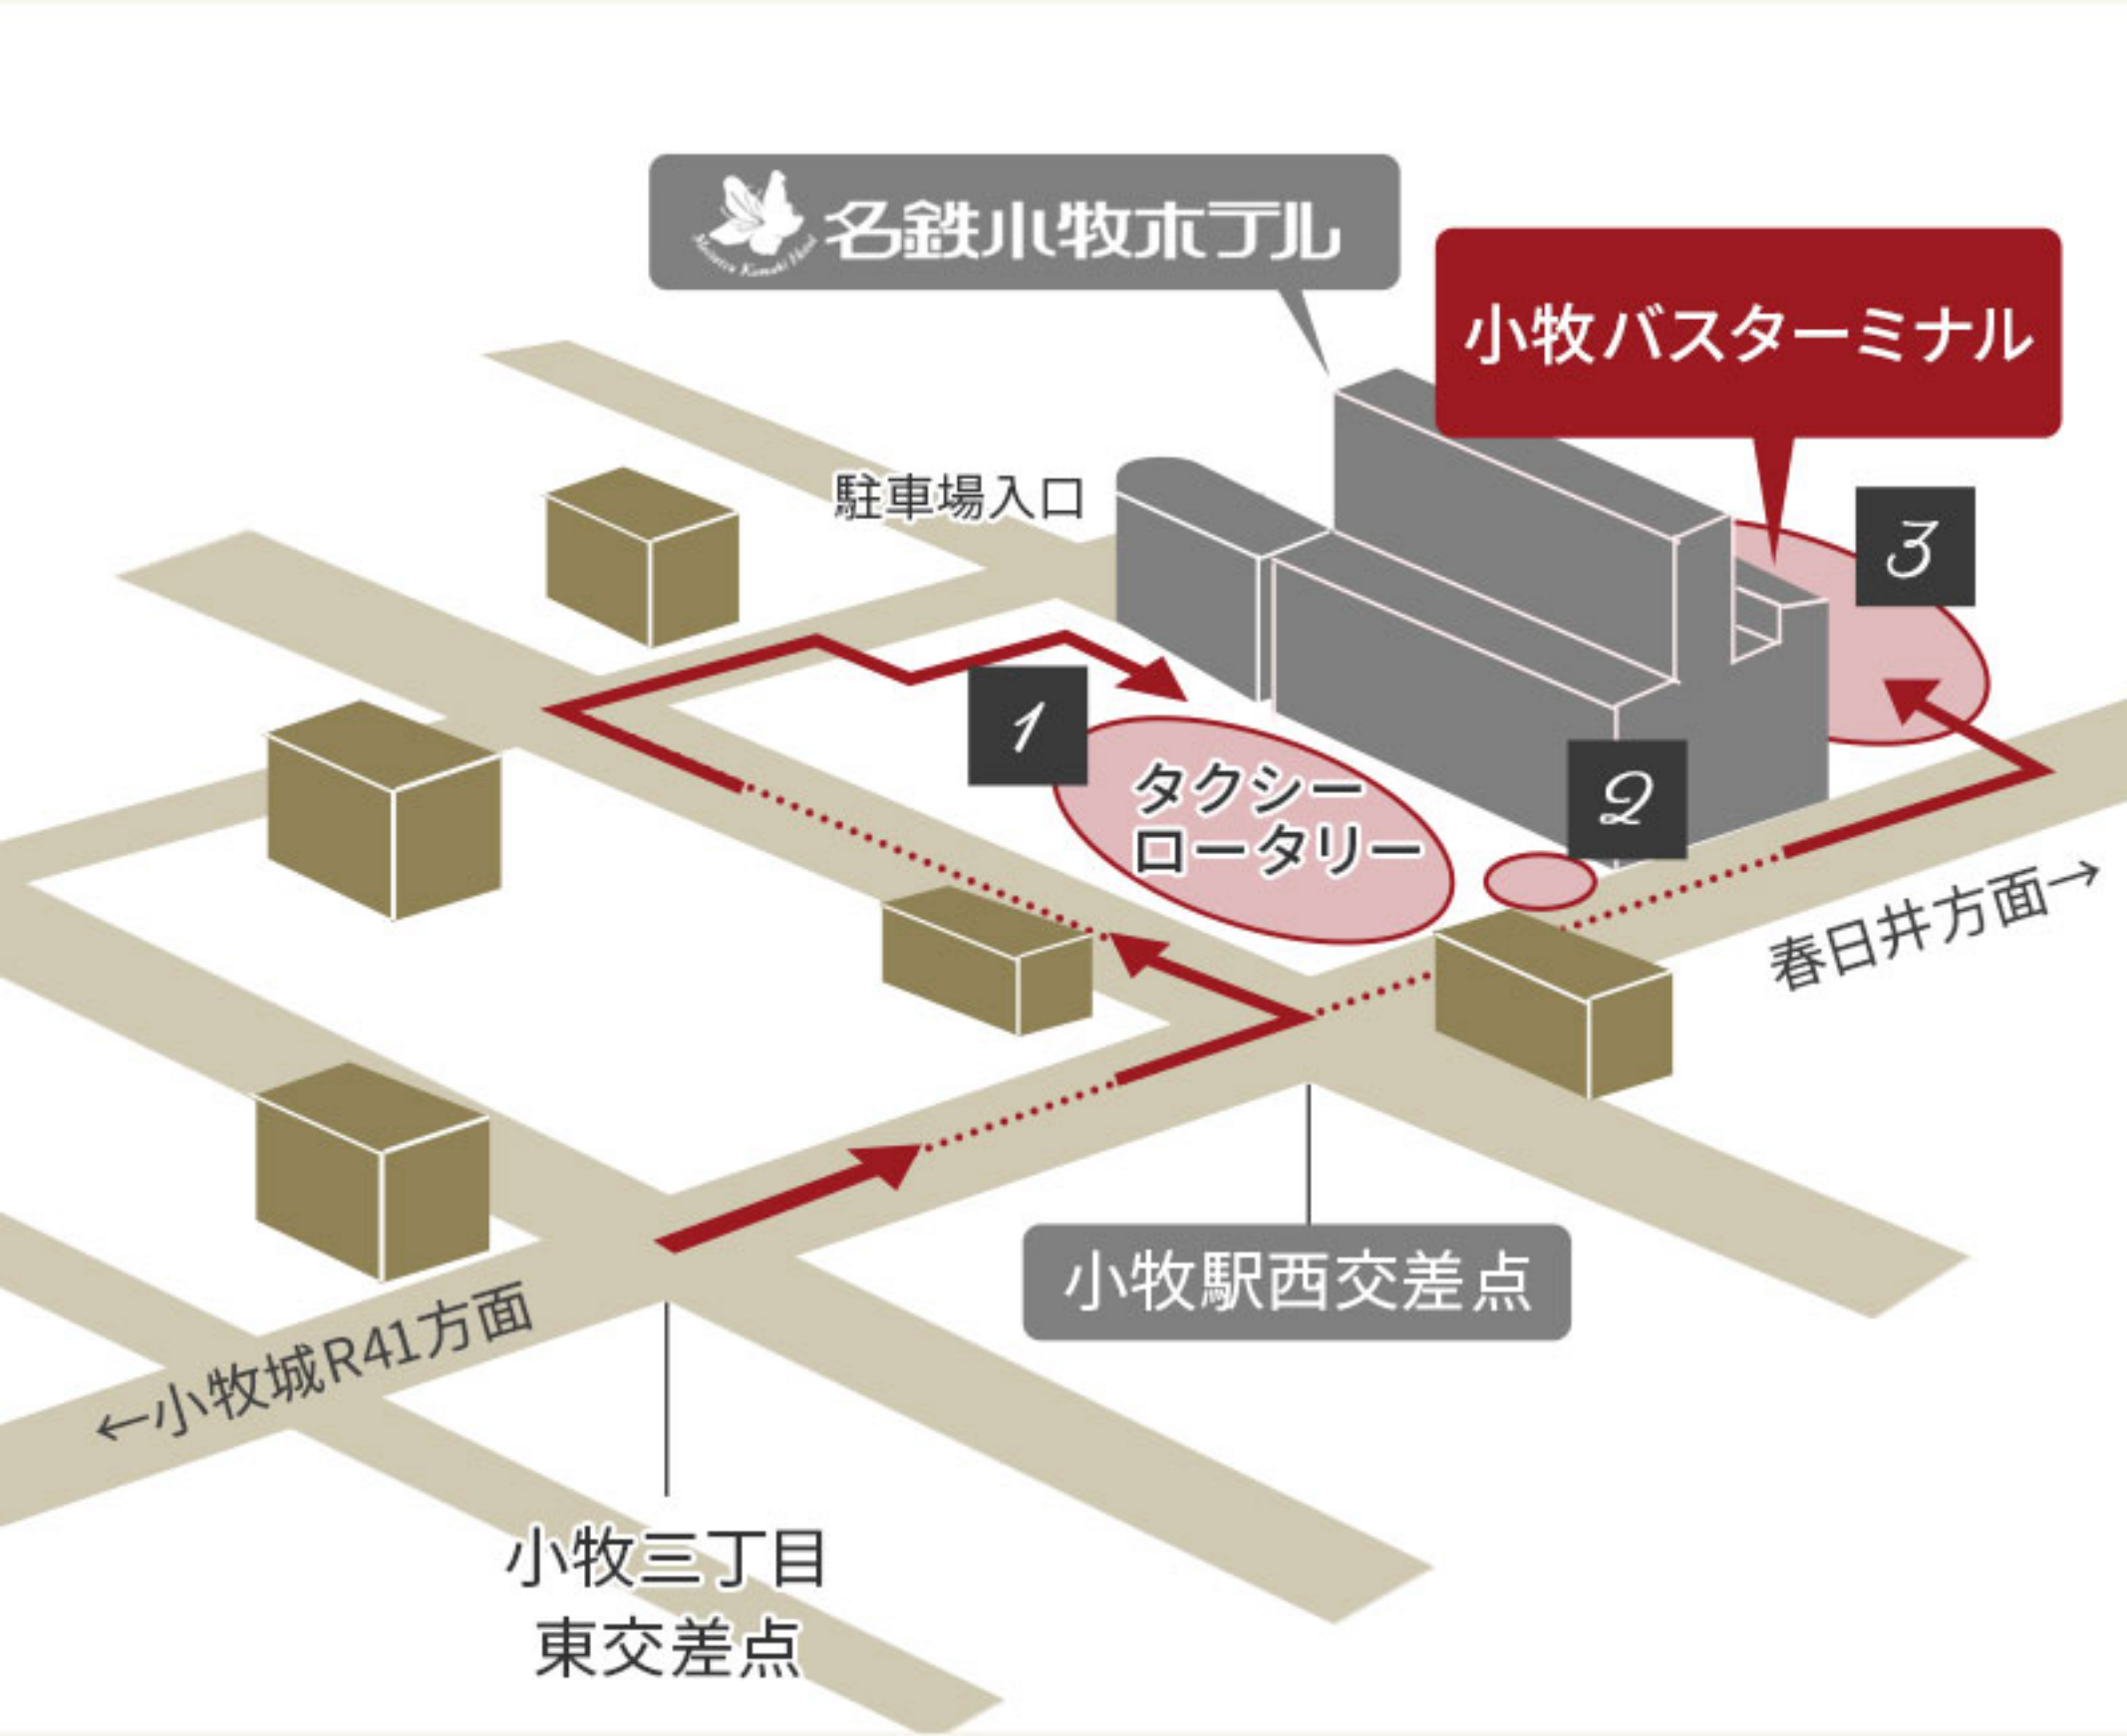 Meitetsu Komaki Hotel
名鉄小牧ホテル
小牧バスターミナル
駐車場入口
3
1
タクシー
ロータリー
2
春日井方面→
小牧駅西交差点
←小牧城R41方面
小牧三丁目
東交差点